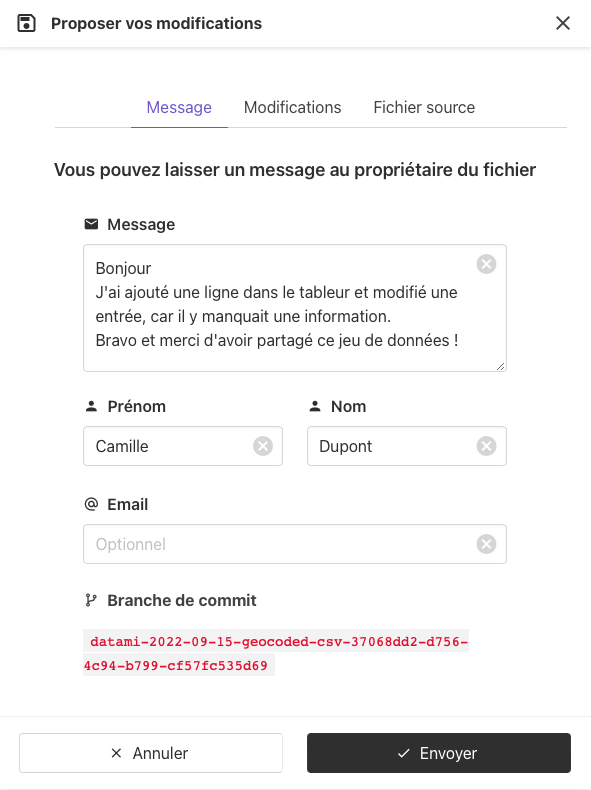 Proposer vos modifications
Message Modifications Fichier source
Vous pouvez laisser un message au propriétaire du fichier
Message
Bonjour
J'ai ajouté une ligne dans le tableur et modifié une
entrée, car il y manquait une information.
Bravo et merci d'avoir partagé ce jeu de données !
Prénom Nom
Camille Dupont
Email
Optionnel
Branche de commit
datami-2022-09-15-geocoded-csv-37068dd2-d756-
4c94-b799-cf57fc535d69
Annuler Envoyer